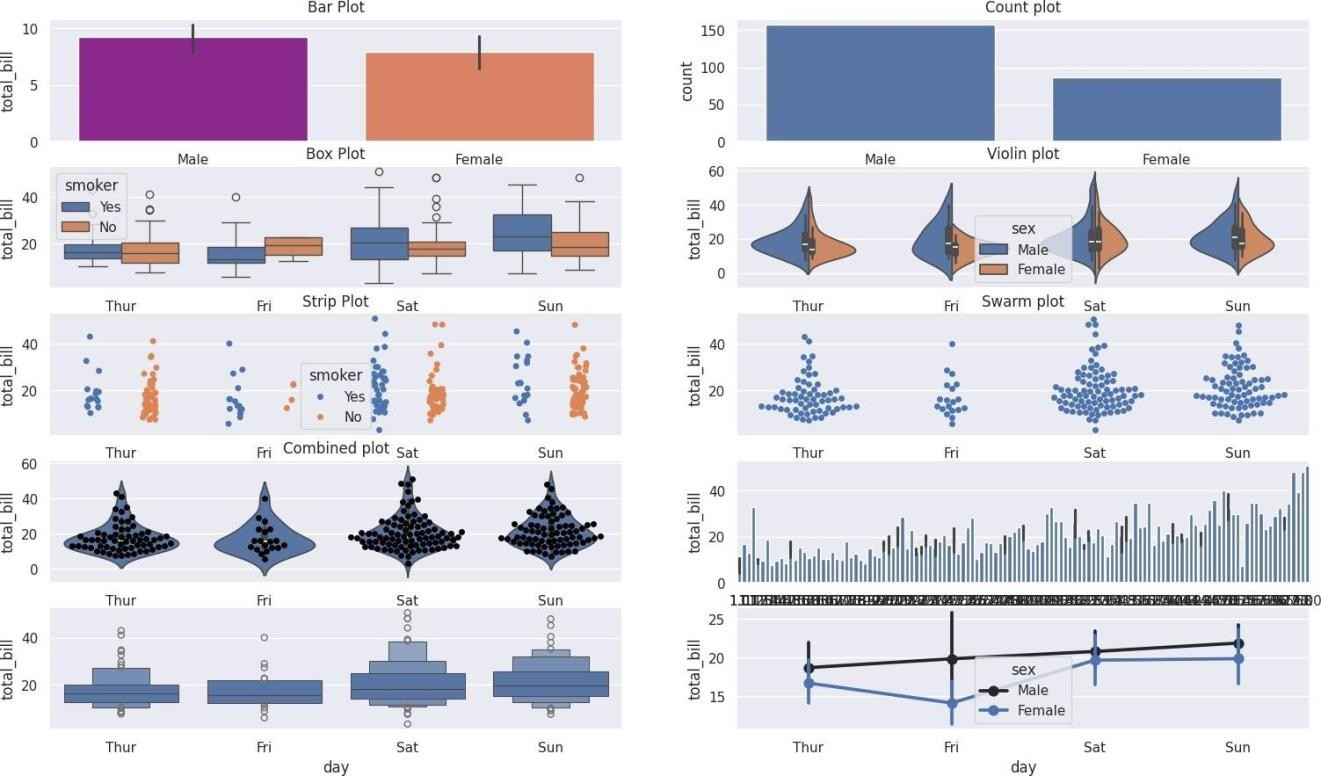 Bar Plot
10
5
0
total_bill
Male
Female
Count plot
150
100
50
0
count
Male
Female
Box Plot
40
20
total_bill
smoker
Yes
No
Thur
Fri
Sat
Sun
Violin plot
60
40
20
0
total_bill
sex
Male
Female
Thur
Fri
Sat
Sun
Strip Plot
40
20
total_bill
smoker
Yes
No
Thur
Fri
Sat
Sun
Swarm plot
40
20
total_bill
Thur
Fri
Sat
Sun
Combined plot
60
40
20
0
total_bill
Thur
Fri
Sat
Sun
40
20
0
total_bill
40
20
total_bill
Thur
Fri
Sat
Sun
day
25
20
15
total_bill
sex
Male
Female
Thur
Fri
Sat
Sun
day